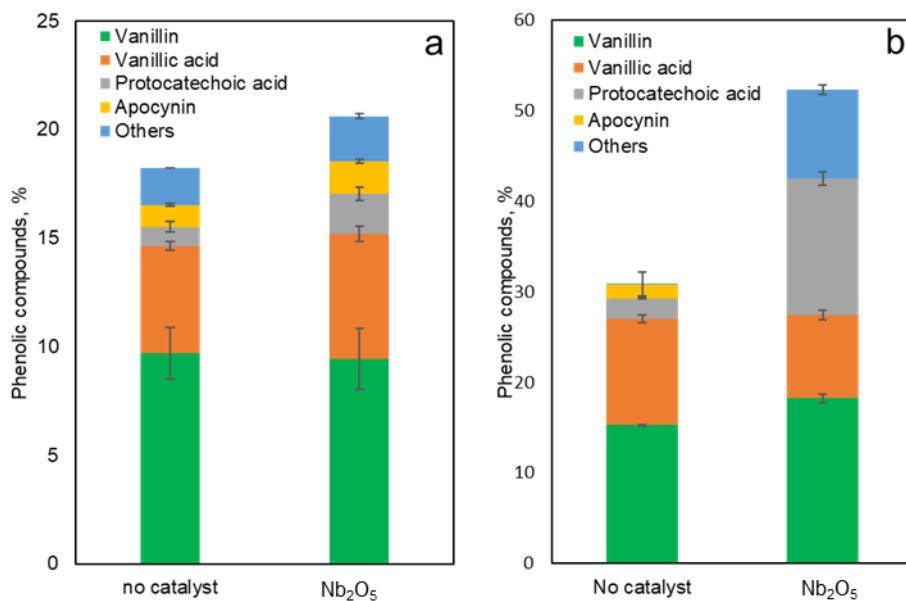 a
Phenolic compounds, %
25
20
15
10
5
0
Vanillin
Vanillic acid
Protocatechoic acid
Apocynin
Others
no catalyst
Nb₂O₅
b
Phenolic compounds, %
60
50
40
30
20
10
0
Vanillin
Vanillic acid
Protocatechoic acid
Apocynin
Others
No catalyst
Nb₂O₅